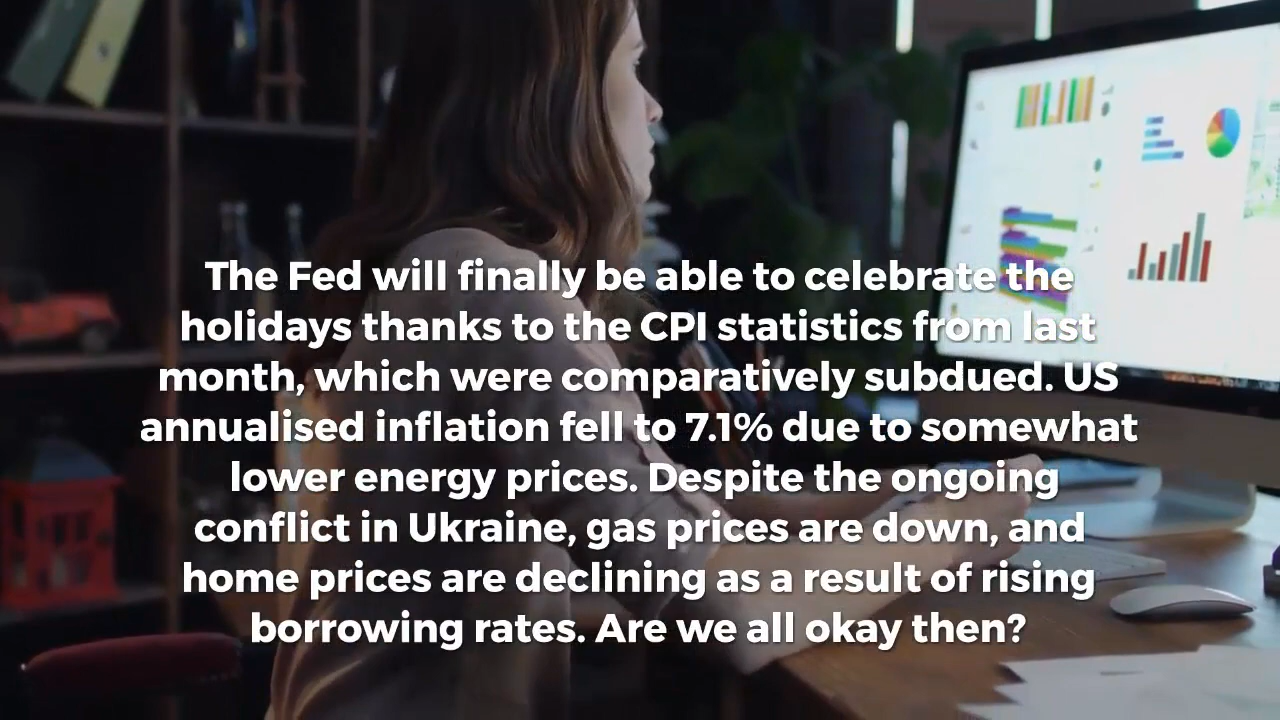 The Fed will finally be able to celebrate the
holidays thanks to the CPI statistics from last
month, which were comparatively subdued. US
annualised inflation fell to 7.1% due to somewhat
lower energy prices. Despite the ongoing
conflict in Ukraine, gas prices are down, and
home prices are declining as a result of rising
borrowing rates. Are we all okay then?